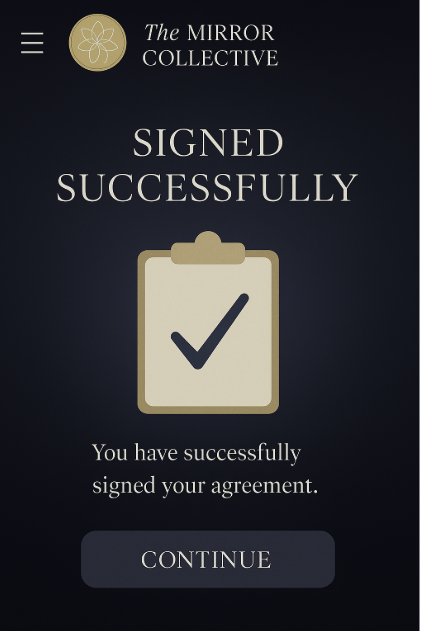 The MIRROR
COLLECTIVE
SIGNED
SUCCESSFULLY
You have successfully
signed your agreement.
CONTINUE